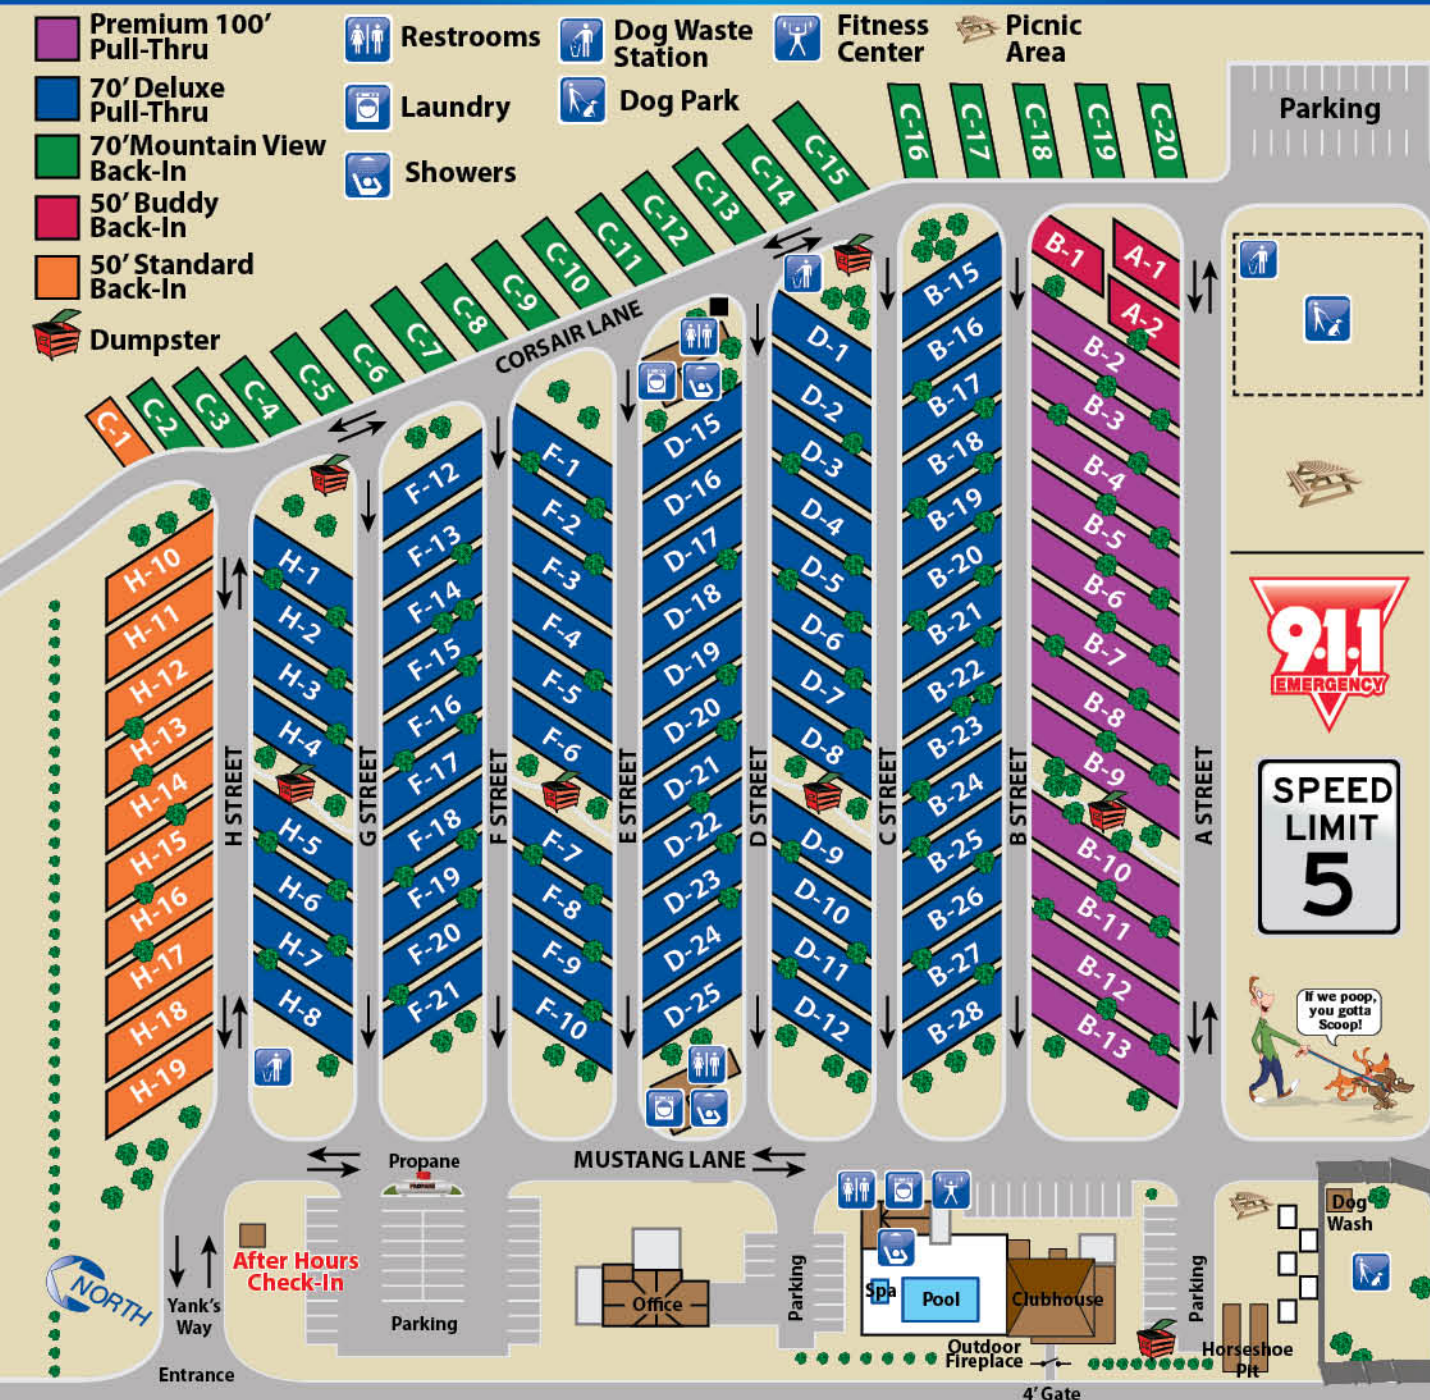 Premium 100'
Pull-Thru
70' Deluxe
Pull-Thru
70'Mountain View
Back-In
50' Buddy
Back-In
50' Standard
Back-In
Dumpster
Restrooms
Laundry
Showers
Dog Waste
Station
Dog Park
Fitness
Center
Picnic
Area
Parking
C-1
C-2
C-3
C-4
C-5
C-6
C-7
C-8
C-9
C-10
C-11
C-12
C-13
C-14
C-15
C-16
C-17
C-18
C-19
C-20
CORSAIR LANE
H-10
H-11
H-12
H-13
H-14
H-15
H-16
H-17
H-18
H-19
H STREET
H-1
H-2
H-3
H-4
H-5
H-6
H-7
H-8
G STREET
F-12
F-13
F-14
F-15
F-16
F-17
F-18
F-19
F-20
F-21
F STREET
F-1
F-2
F-3
F-4
F-5
F-6
F-7
F-8
F-9
F-10
E STREET
D-15
D-16
D-17
D-18
D-19
D-20
D-21
D-22
D-23
D-24
D-25
D STREET
D-1
D-2
D-3
D-4
D-5
D-6
D-7
D-8
D-9
D-10
D-11
D-12
C STREET
B-15
B-16
B-17
B-18
B-19
B-20
B-21
B-22
B-23
B-24
B-25
B-26
B-27
B-28
B STREET
B-1
A-1
A-2
B-2
B-3
B-4
B-5
B-6
B-7
B-8
B-9
B-10
B-11
B-12
B-13
A STREET
9-1-1
EMERGENCY
SPEED
LIMIT
5
If we poop,
you gotta
Scoop!
MUSTANG LANE
Propane
PROPANE
NORTH
Yank's
Way
Entrance
After Hours
Check-In
Parking
Office
Parking
K
Spa
Pool
Clubhouse
Outdoor
Fireplace
4' Gate
Parking
Horseshoe
Pit
Dog
Wash